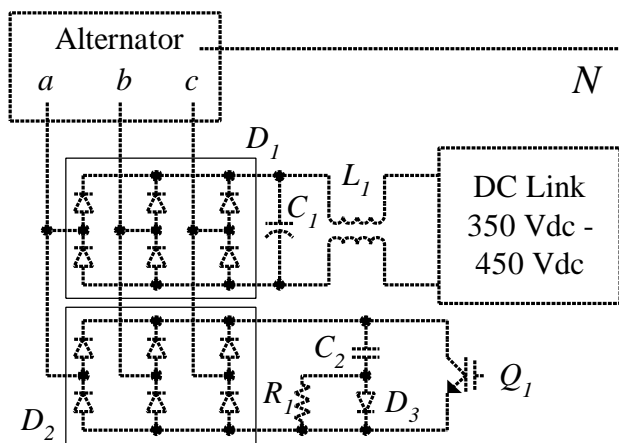 Alternator
a b c
N
D1
L1
C1
DC Link
350 Vdc -
450 Vdc
C2
R1
D3
Q1
D2